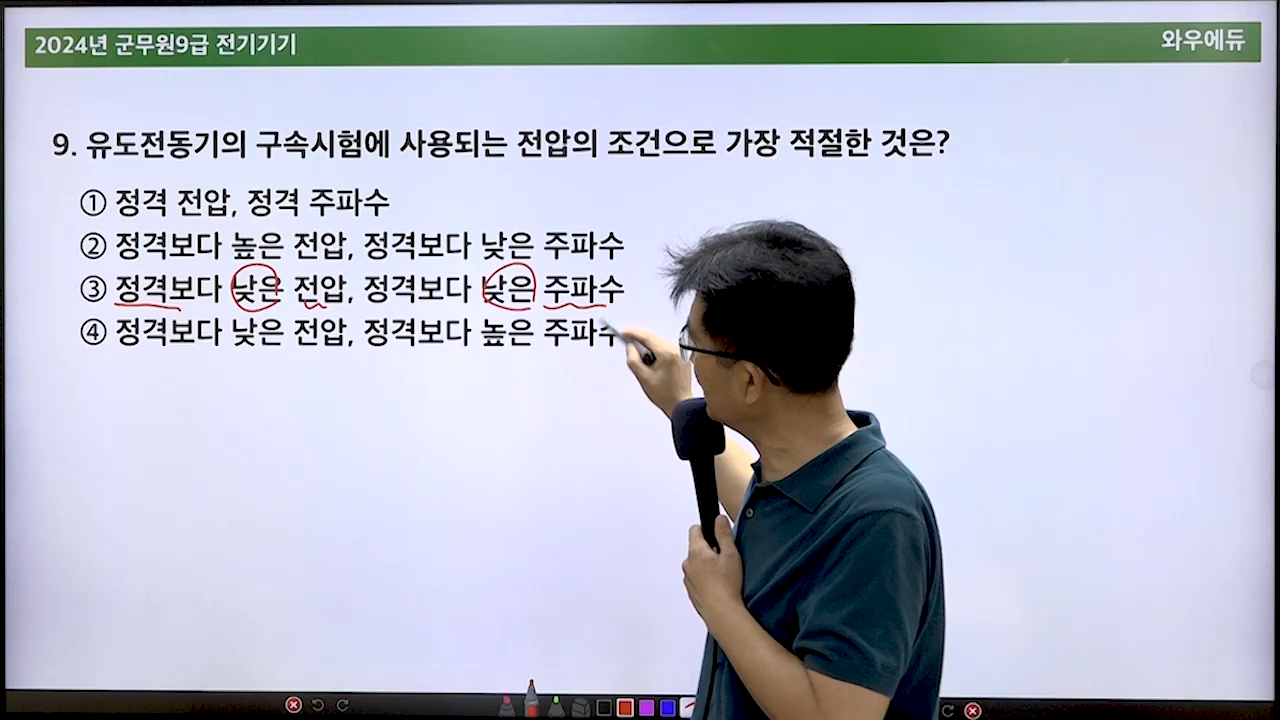 2024년 군무원9급 전기기기
와우에듀
9. 유도전동기의 구속시험에 사용되는 전압의 조건으로 가장 적절한 것은?
① 정격 전압, 정격 주파수
② 정격보다 높은 전압, 정격보다 낮은 주파수
③ 정격보다 낮은 전압, 정격보다 낮은 주파수
④ 정격보다 낮은 전압, 정격보다 높은 주파수